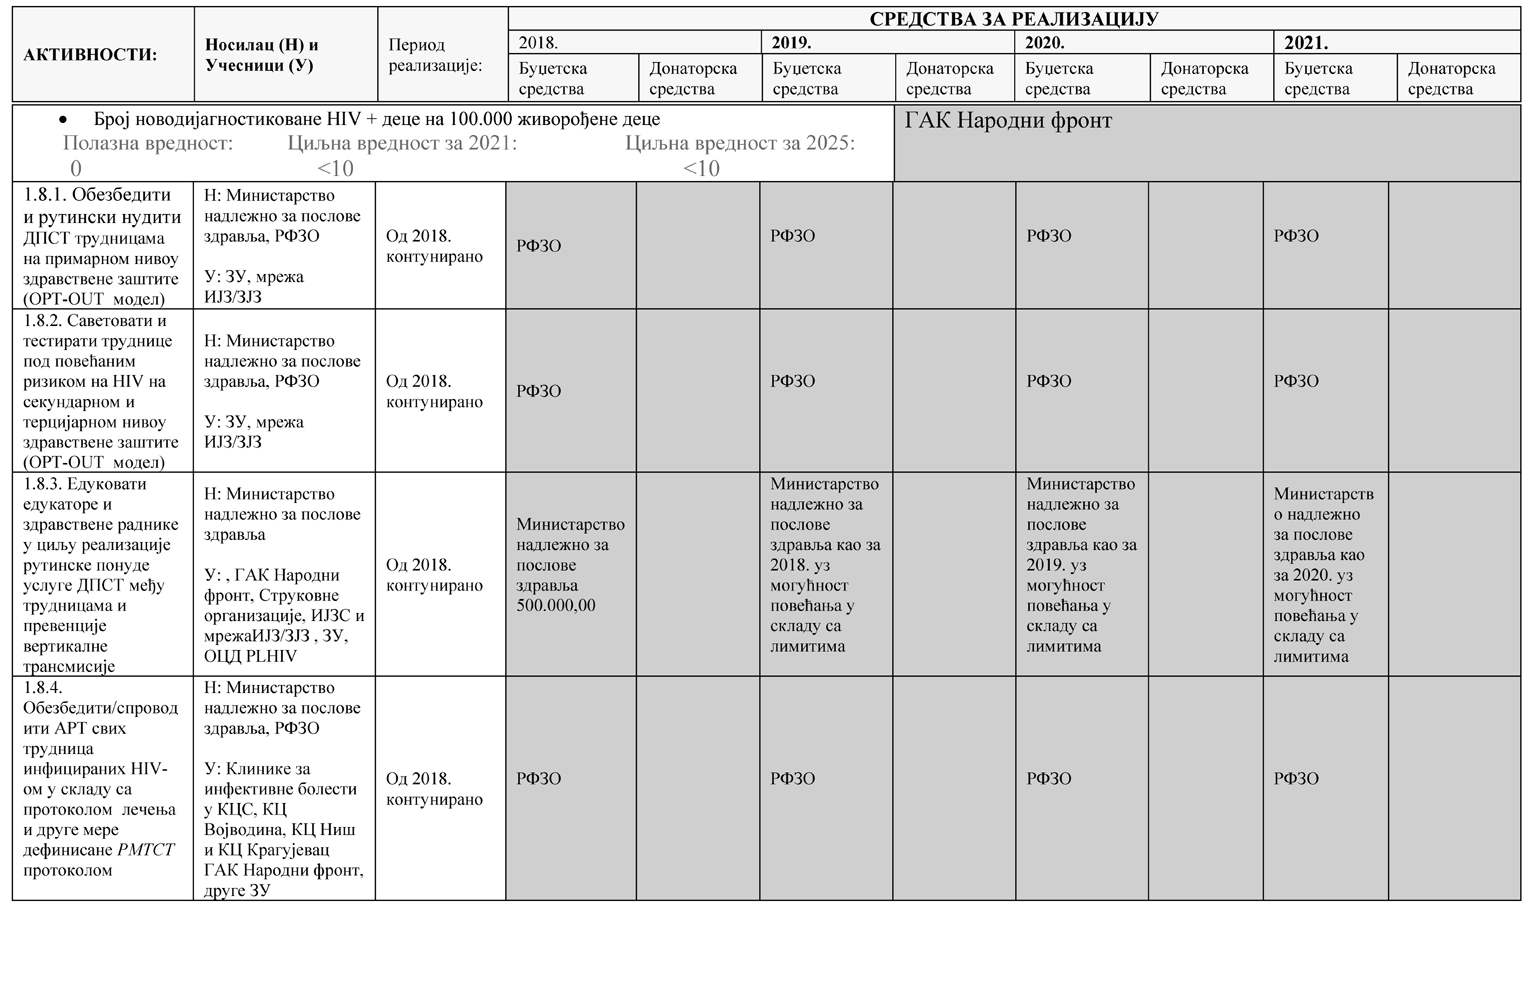 АКТИВНОСТИ:
Носилац (Н) и
Учесници (У)
Период
реализације:
СРЕДСТВА ЗА РЕАЛИЗАЦИЈУ
2018.
2019.
2020.
2021.
Буџетска
средства
Донаторска
средства
Буџетска
средства
Донаторска
средства
Буџетска
средства
Донаторска
средства
Буџетска
средства
Донаторска
средства
• Број новодијагностиковане HIV + деце на 100.000 живорођене деце
Полазна вредност: Циљна вредност за 2021: Циљна вредност за 2025:
0 <10 <10
ГАК Народни фронт
1.8.1. Обезбедити
и рутински нудити
ДПСТ трудницама
на примарном нивоу
здравствене заштите
(OPT-OUT модел)
Н: Министарство
надлежно за послове
здравља, РФЗО
У: ЗУ, мрежа
ИЈЗ/ЗЈЗ
Од 2018.
контунирано
РФЗО
РФЗО
РФЗО
РФЗО
1.8.2. Саветовати и
тестирати труднице
под повећаним
ризиком на HIV на
секундарном и
терцијарном нивоу
здравствене заштите
(OPT-OUT модел)
Н: Министарство
надлежно за послове
здравља, РФЗО
У: ЗУ, мрежа
ИЈЗ/ЗЈЗ
Од 2018.
контунирано
РФЗО
РФЗО
РФЗО
РФЗО
1.8.3. Едуковати
едукаторе и
здравствене раднике
у циљу реализације
рутинске понуде
услуге ДПСТ међу
трудницама и
превенције
вертикалне
трансмисије
Н: Министарство
надлежно за послове
здравља
У: , ГАК Народни
фронт, Струковне
организације, ИЈЗС и
мрежаИЈЗ/ЗЈЗ , ЗУ,
ОЦД PLHIV
Од 2018.
контунирано
Министарство
надлежно за
послове
здравља
500.000,00
Министарство
надлежно за
послове
здравља као за
2018. уз
могућност
повећања у
складу са
лимитима
Министарство
надлежно за
послове
здравља као за
2019. уз
могућност
повећања у
складу са
лимитима
Министарств
о надлежно
за послове
здравља као
за 2020. уз
могућност
повећања у
складу са
лимитима
1.8.4.
Обезбедити/спровод
ити АРТ свих
трудница
инфицираних HIV-
ом у складу са
протоколом лечења
и друге мере
дефинисане PMTCT
протоколом
Н: Министарство
надлежно за послове
здравља, РФЗО
У: Клинике за
инфективне болести
у КЦС, КЦ
Војводина, КЦ Ниш
и КЦ Крагујевац
ГАК Народни фронт,
друге ЗУ
Од 2018.
контунирано
РФЗО
РФЗО
РФЗО
РФЗО